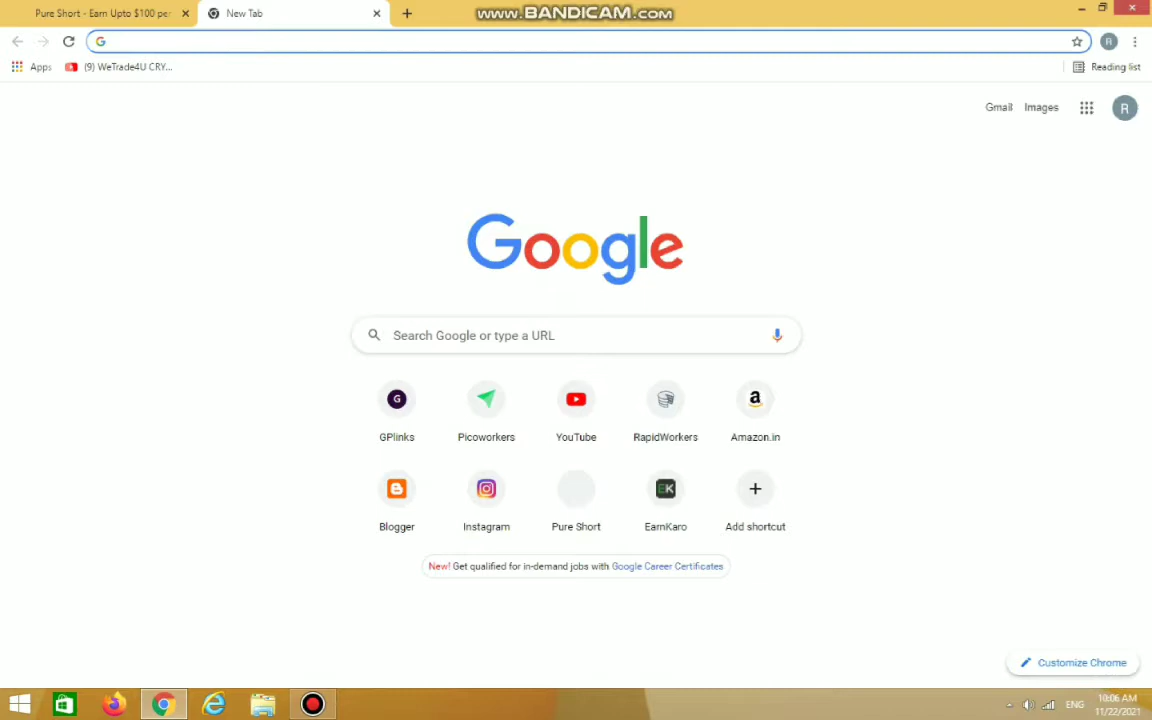 Pure Short - Earn Upto $100 per
New Tab
www.BANDICAM.com
Apps
(9) WeTrade4U CRY...
Reading list
R
Gmail
Images
R
Google
Search Google or type a URL
G
a
GPlinks
Picoworkers
YouTube
RapidWorkers
Amazon.in
EK
Blogger
Instagram
Pure Short
EarnKaro
Add shortcut
New! Get qualified for in-demand jobs with Google Career Certificates
Customize Chrome
ENG
10:06 AM
11/22/2021